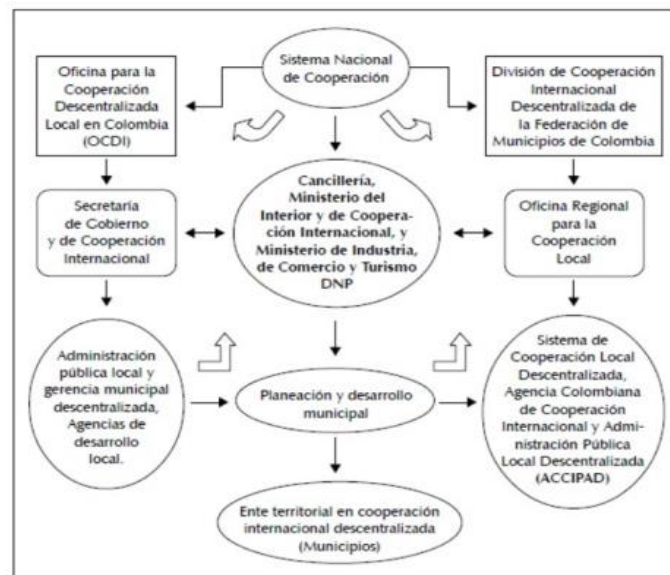 Sistema Nacional
de Cooperación
Oficina para la
Cooperación
Descentralizada
Local en Colombia
(OCDI)
División de Cooperación
Internacional
Descentralizada de
la Federación de
Municipios de Colombia
Secretaría
de Gobierno
y de Cooperación
Internacional
Cancillería,
Ministerio del
Interior y de Coopera-
ción Internacional, y
Ministerio de Industria,
de Comercio y Turismo
DNP
Oficina Regional
para la
Cooperación
Local
Administración
pública local y
gerencia municipal
descentralizada,
Agencias de
desarrollo
local.
Planeación y desarrollo
municipal
Sistema de
Cooperación Local
Descentralizada,
Agencia Colombiana
de Cooperación
Internacional y Admi-
nistración Pública
Local Descentralizada
(ACCIPAD)
Ente territorial en cooperación
internacional descentralizada
(Municipios)